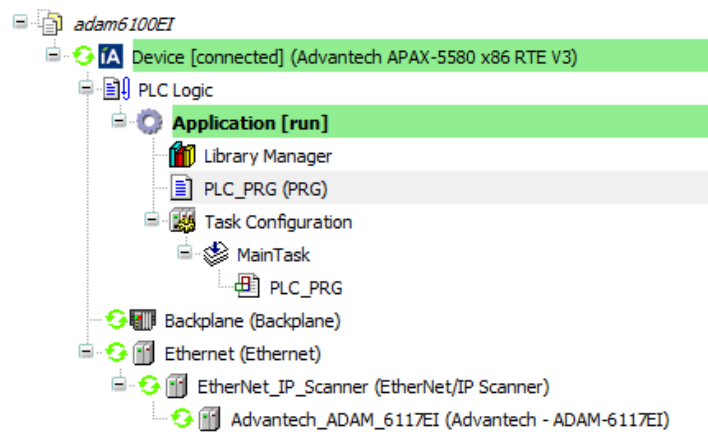 adam6100EI
Device [connected] (Advantech APAX-5580 x86 RTE V3)
PLC Logic
Application [run]
Library Manager
PLC_PRG (PRG)
Task Configuration
MainTask
PLC_PRG
Backplane (Backplane)
Ethernet (Ethernet)
EtherNet_IP_Scanner (EtherNet/IP Scanner)
Advantech_ADAM_6117EI (Advantech - ADAM-6117EI)